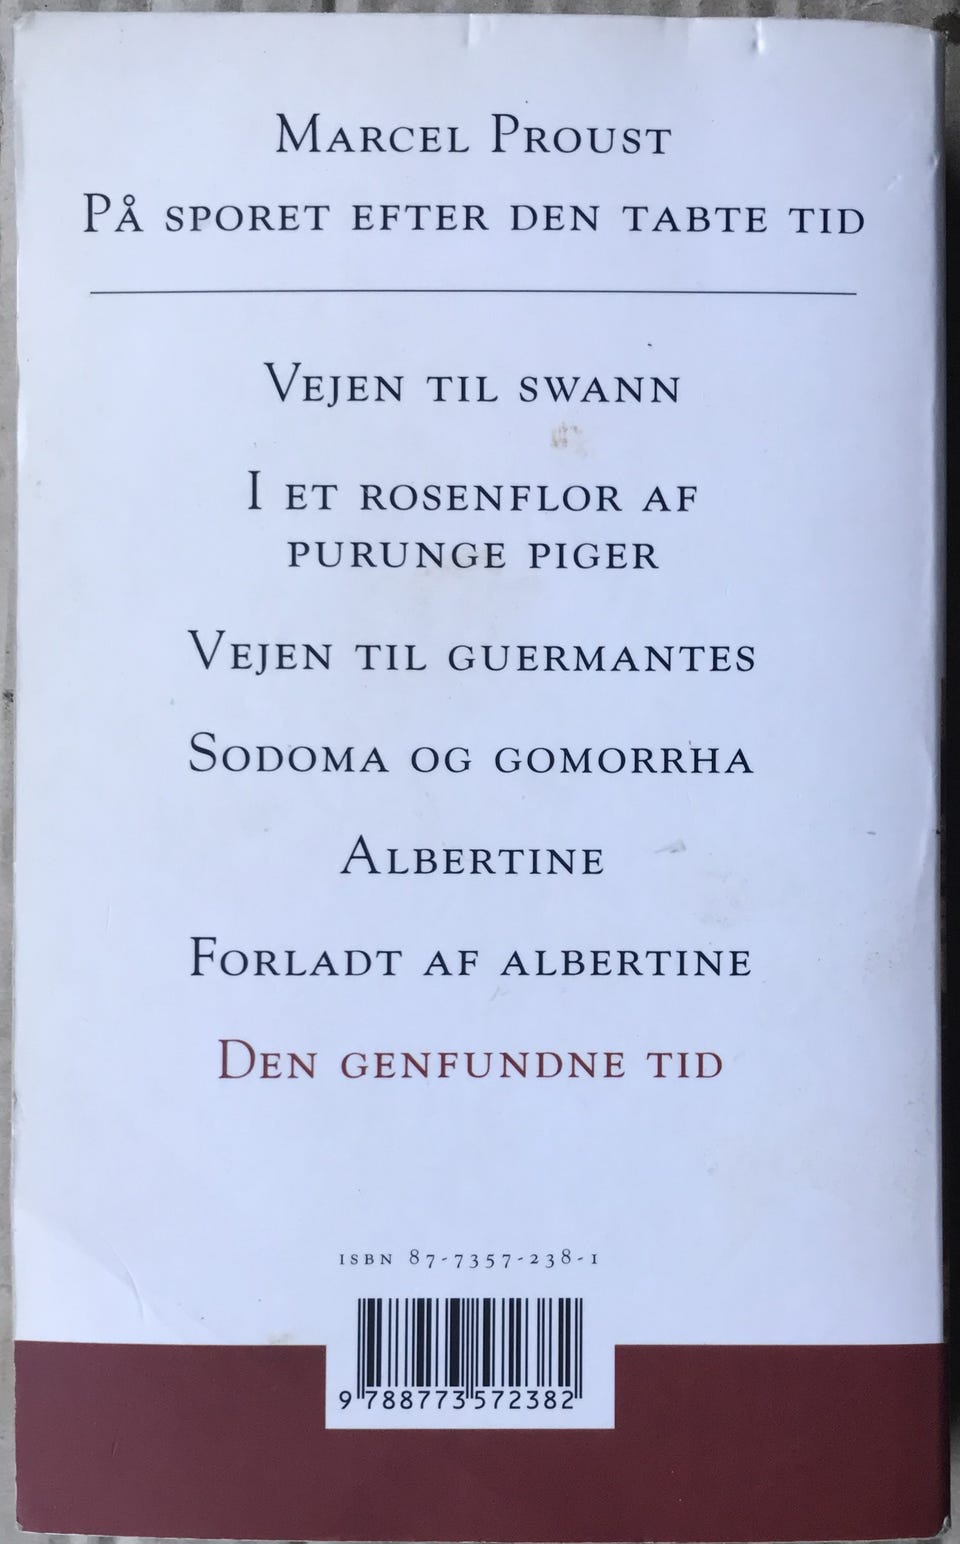 Marcel Proust
På sporet efter den tabte tid
Vejen til swann
I et rosenflor af
purunge piger
Vejen til guermantes
Sodoma og gomorrha
Albertine
Forladt af albertine
Den genfundne tid
ISBN 87-7357-238-1
9 788773 572382